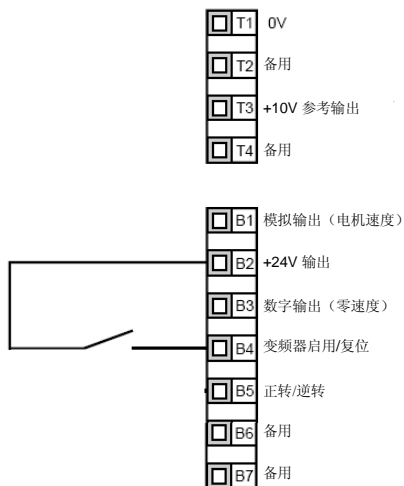 T1 0V
T2 备用
T3 +10V 参考输出
T4 备用
B1 模拟输出（电机速度）
B2 +24V 输出
B3 数字输出（零速度）
B4 变频器启用/复位
B5 正转/逆转
B6 备用
B7 备用